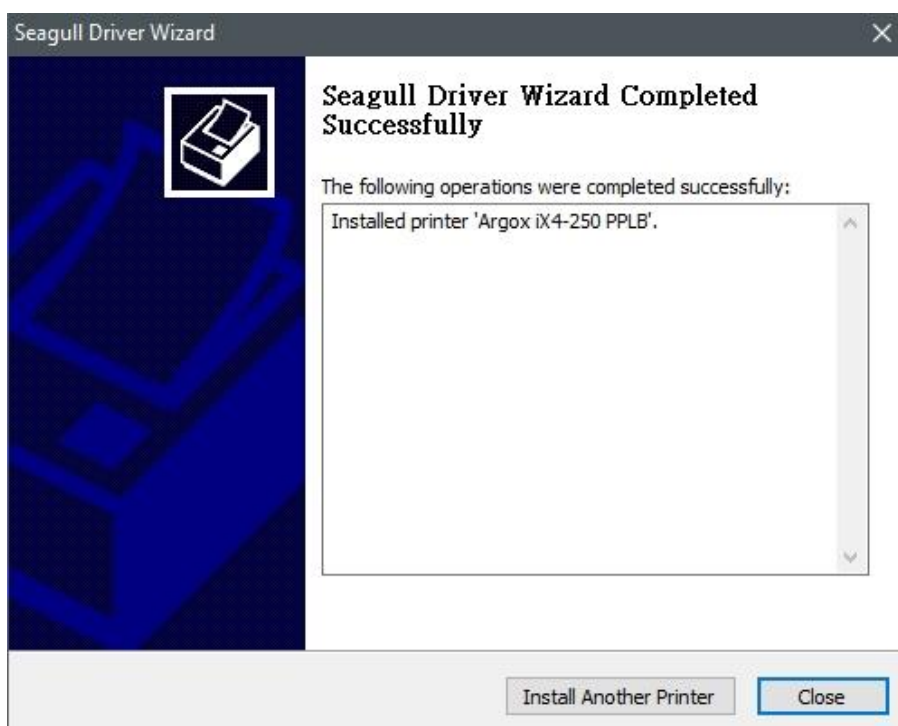 Seagull Driver Wizard
Seagull Driver Wizard Completed
Successfully
The following operations were completed successfully:
Installed printer 'Argox iX4-250 PPLB'.
Install Another Printer
Close